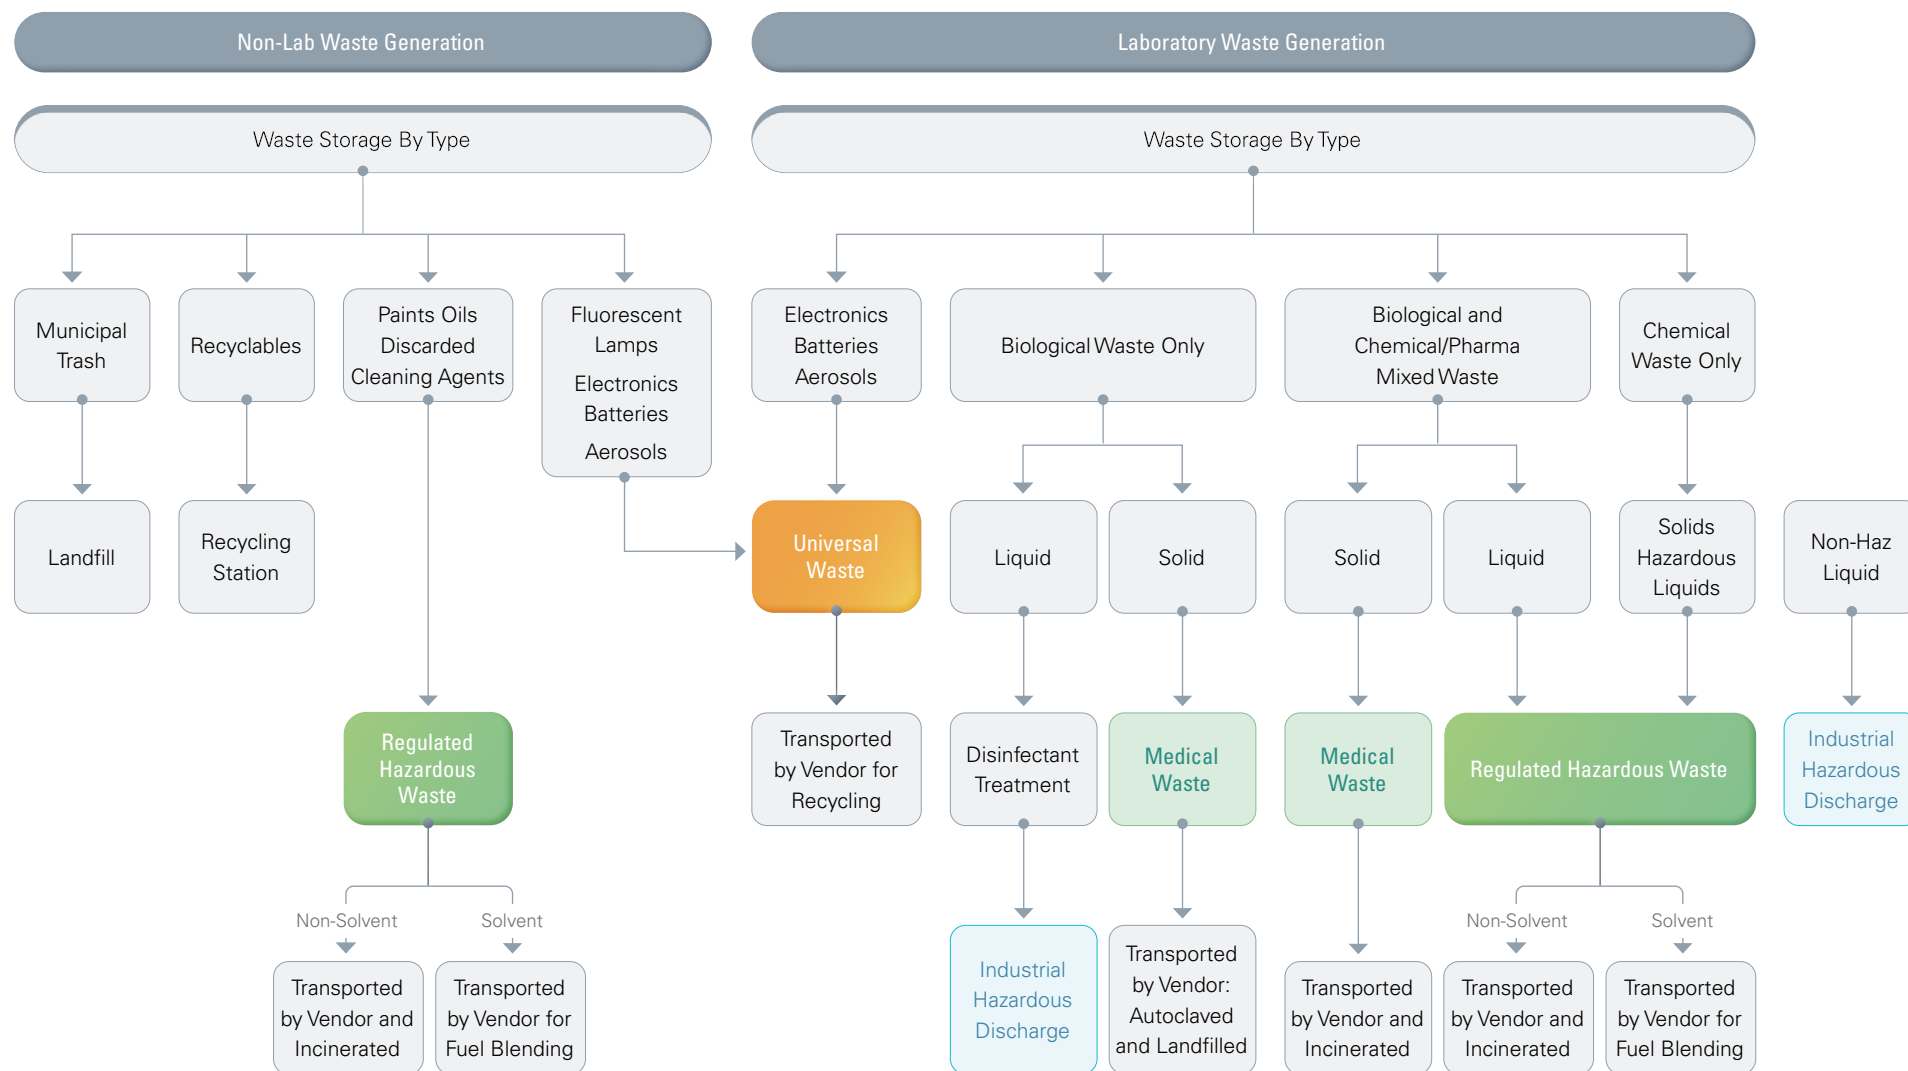 Non-Lab Waste Generation
Laboratory Waste Generation
Waste Storage By Type
Waste Storage By Type
Municipal
Trash
Recyclables
Paints Oils
Discarded
Cleaning Agents
Fluorescent
Lamps
Electronics
Batteries
Aerosols
Electronics
Batteries
Aerosols
Biological Waste Only
Biological and
Chemical/Pharma
Mixed Waste
Chemical
Waste Only
Landfill
Recycling
Station
Universal
Waste
Liquid
Solid
Solid
Liquid
Solids
Hazardous
Liquids
Non-Haz
Liquid
Regulated
Hazardous
Waste
Transported
by Vendor for
Recycling
Disinfectant
Treatment
Medical
Waste
Medical
Waste
Regulated Hazardous Waste
Industrial
Hazardous
Discharge
Non-Solvent
Solvent
Non-Solvent
Solvent
Transported
by Vendor and
Incinerated
Transported
by Vendor for
Fuel Blending
Industrial
Hazardous
Discharge
Transported
by Vendor:
Autoclaved
and Landfilled
Transported
by Vendor and
Incinerated
Transported
by Vendor and
Incinerated
Transported
by Vendor for
Fuel Blending